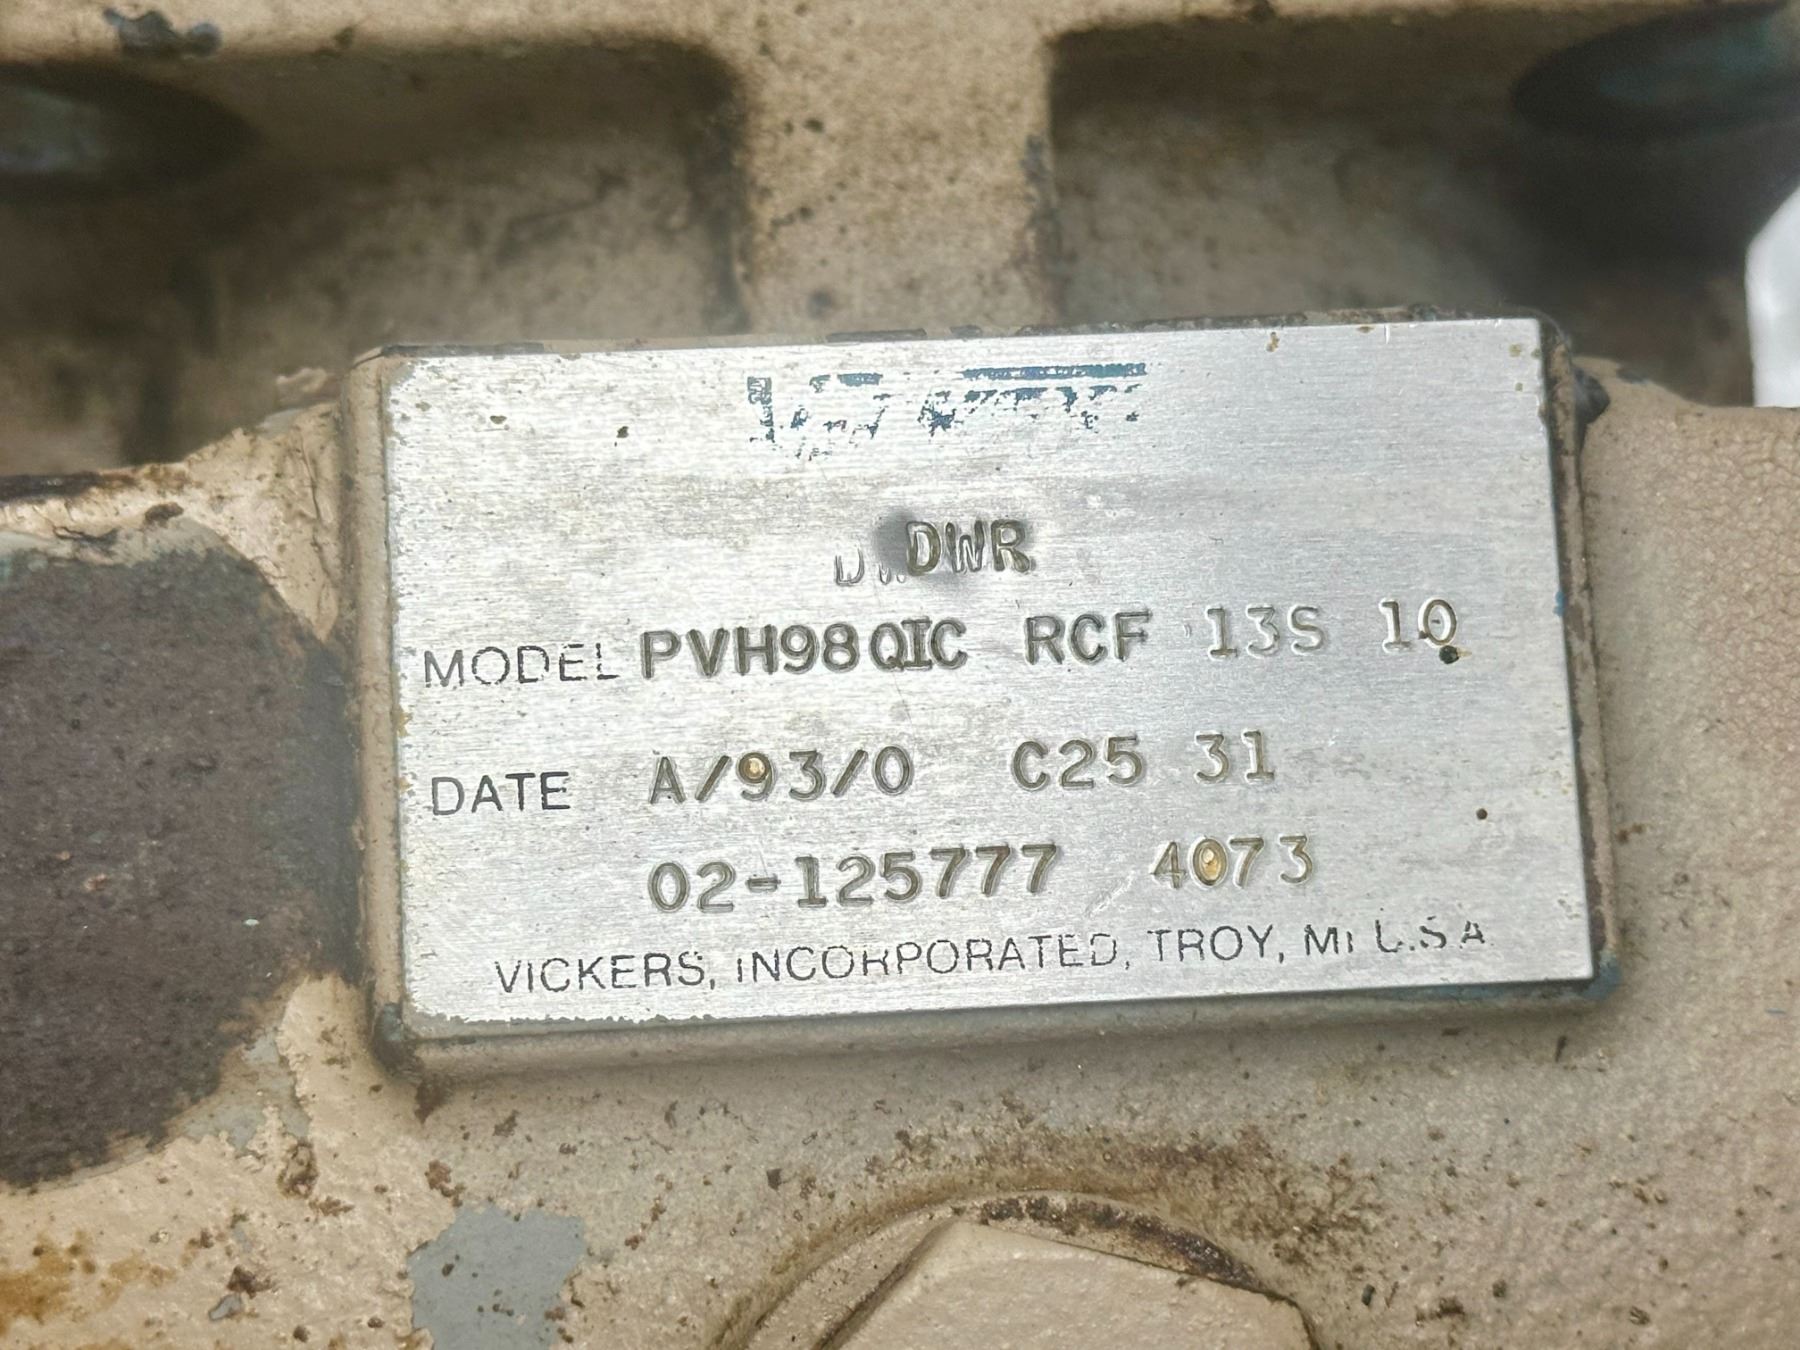 DWR
MODEL PVH98QIC RCF 13S 10
DATE A/93/0 C25 31
02-125777 4073
VICKERS, INCORPORATED, TROY, MI U.S.A